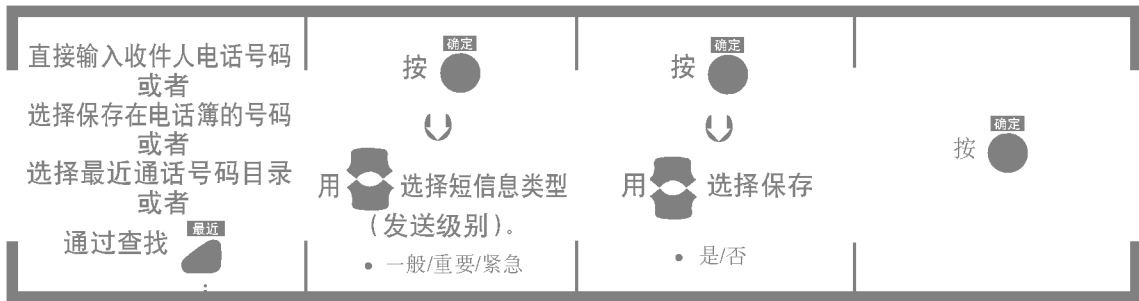 直接输入收件人电话号码
或者
选择保存在电话簿的号码
或者
选择最近通话号码目录
或者
通过查找 最近
按 确定
用 选择短信息类型
(发送级别)。
• 一般/重要/紧急
按 确定
用 选择保存
• 是/否
按 确定